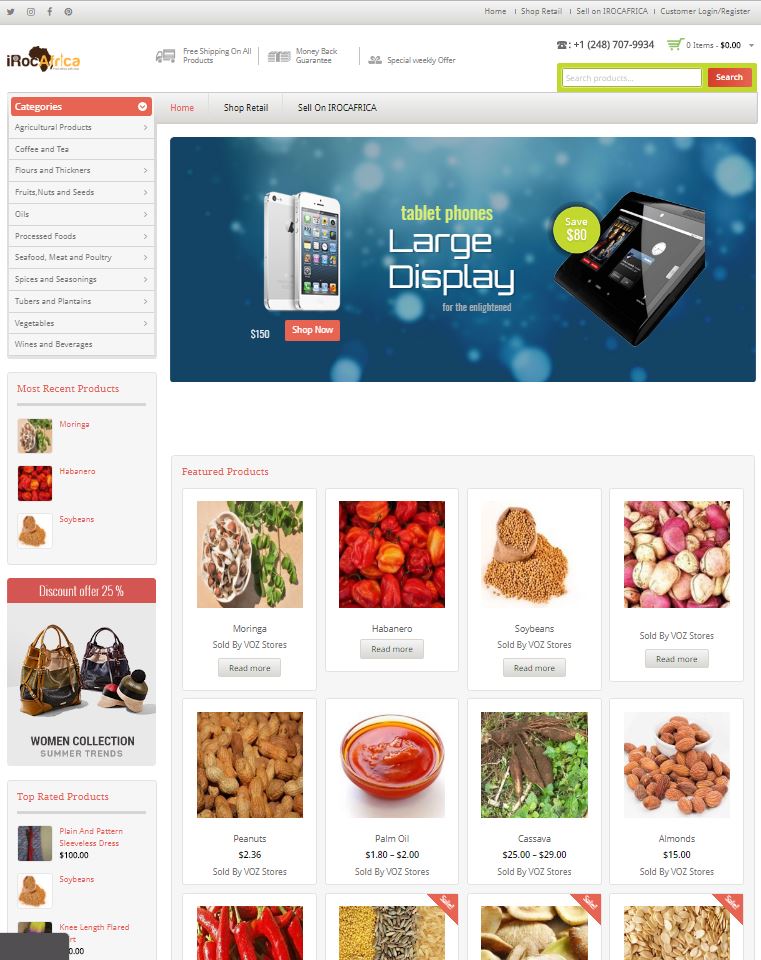 Home | Shop Retail | Sell on IROCAFRICA | Customer Login/Register
iRocAfrica
Free Shipping On All
Products
Money Back
Guarantee
Special weekly Offer
: +1 (248) 707-9934
0 Items - $0.00
Search products...
Search
Categories
Home
Shop Retail
Sell On IROCAFRICA
Agricultural Products
Coffee and Tea
Flours and Thickners
Fruits,Nuts and Seeds
Oils
Processed Foods
Seafood, Meat and Poultry
Spices and Seasonings
Tubers and Plantains
Vegetables
Wines and Beverages
tablet phones
Large
Display
for the enlightened
Save
$80
$150
Shop Now
Most Recent Products
Moringa
Habanero
Soybeans
Discount offer 25 %
WOMEN COLLECTION
SUMMER TRENDS
Top Rated Products
Plain And Pattern
Sleeveless Dress
$100.00
Soybeans
Knee Length Flared
Featured Products
Moringa
Sold By VOZ Stores
Read more
Habanero
Read more
Soybeans
Sold By VOZ Stores
Read more
Sold By VOZ Stores
Read more
Peanuts
$2.36
Sold By VOZ Stores
Palm Oil
$1.80 – $2.00
Sold By VOZ Stores
Cassava
$25.00 – $29.00
Sold By VOZ Stores
Almonds
$15.00
Sold By VOZ Stores
Sale!
Sale!
Sale!